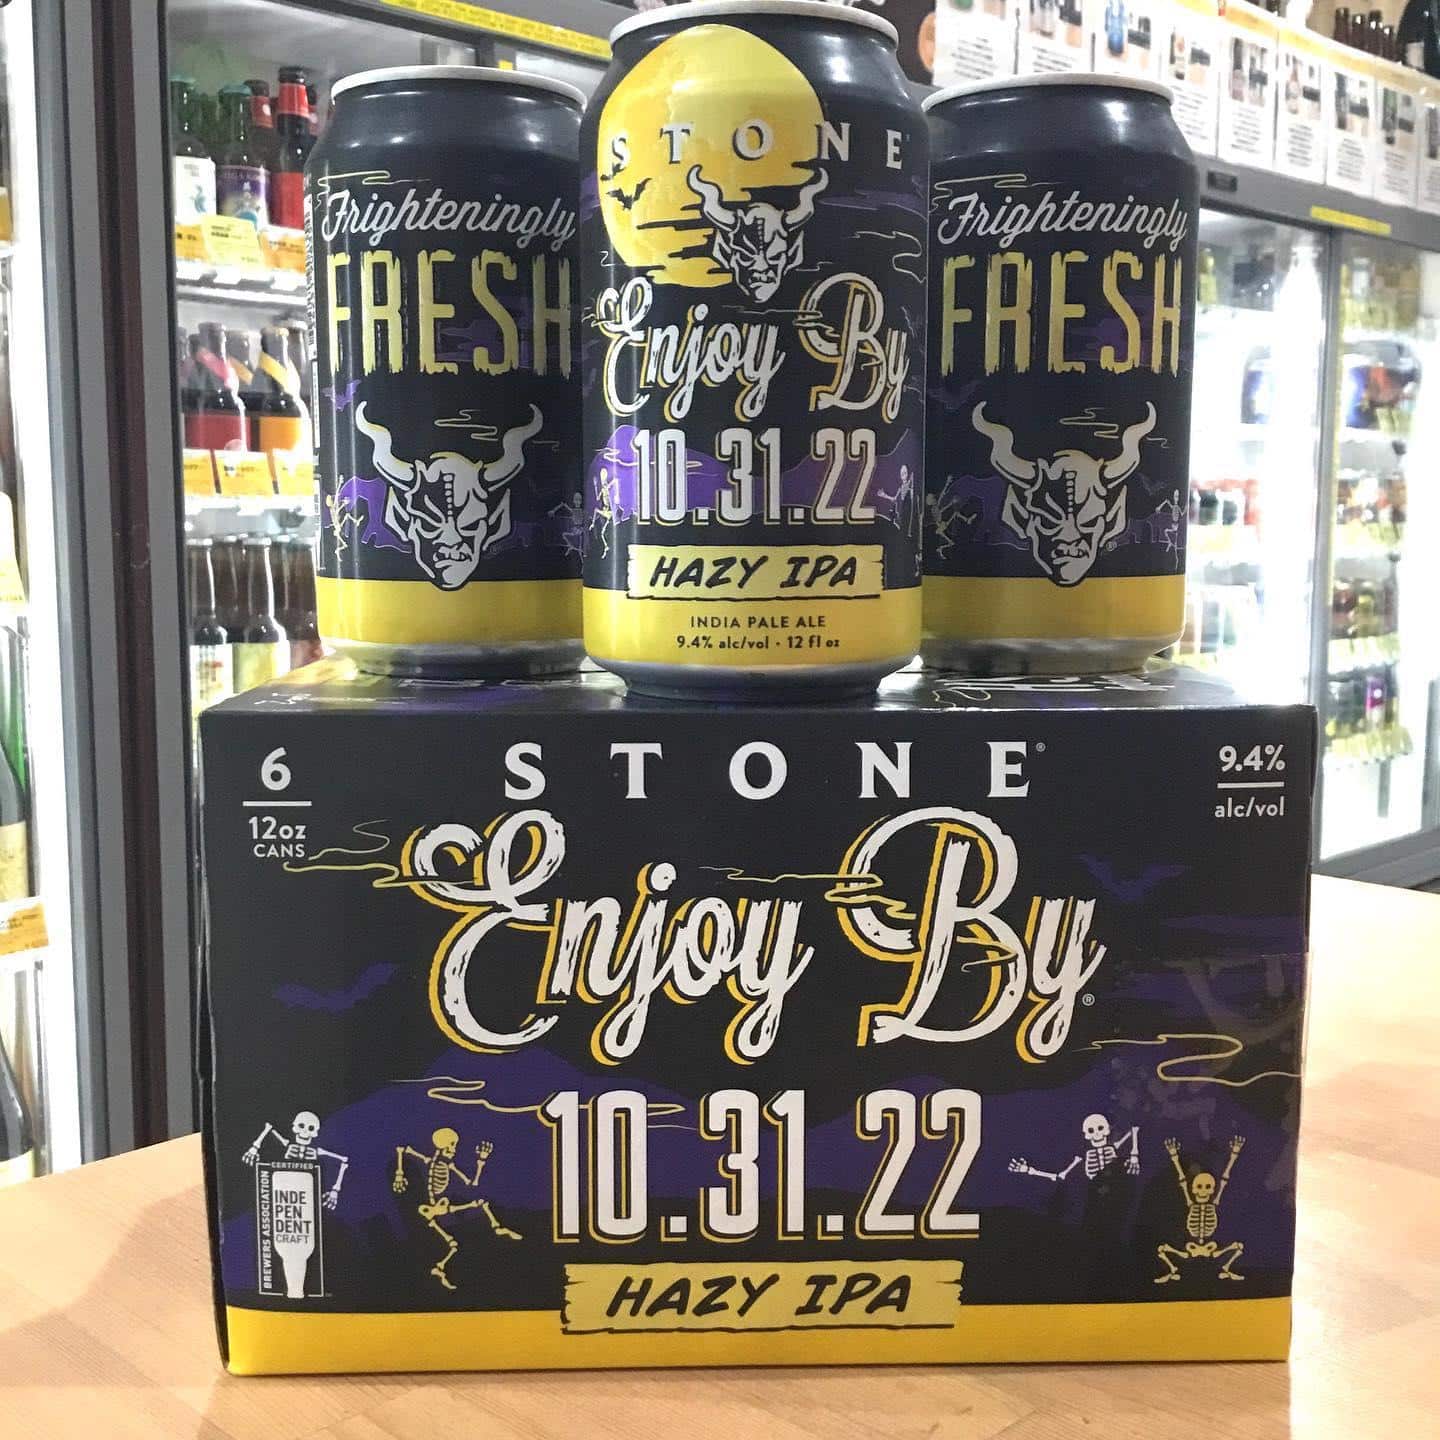 Frighteningly
FRESH
STONE
Enjoy By
10.31.22
HAZY IPA
INDIA PALE ALE
9.4% alc/vol · 12 fl oz
Frighteningly
FRESH
6
12oz
CANS
STONE®
9.4%
alc/vol
Enjoy By®
10.31.22
HAZY IPA
CERTIFIED
BREWERS ASSOCIATION
INDE
PEN
DENT
CRAFT